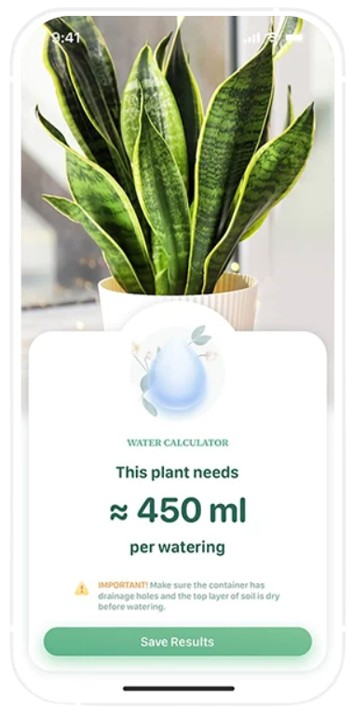 9:41
WATER CALCULATOR
This plant needs
≈ 450 ml
per watering
IMPORTANT! Make sure the container has
drainage holes and the top layer of soil is dry
before watering.
Save Results